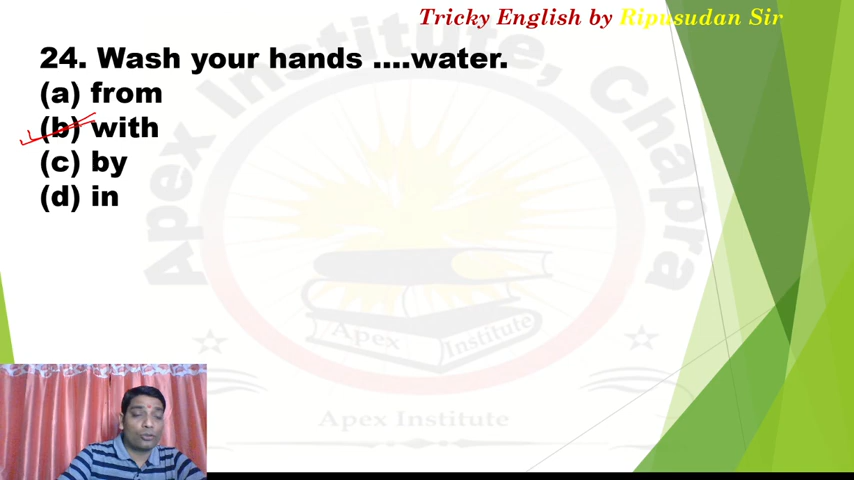 Tricky English by Ripusudan Sir
24. Wash your hands ....water.
(a) from
(b) with
(c) by
(d) in
Apex Institute, Chapra
Apex Institute
Apex Institute